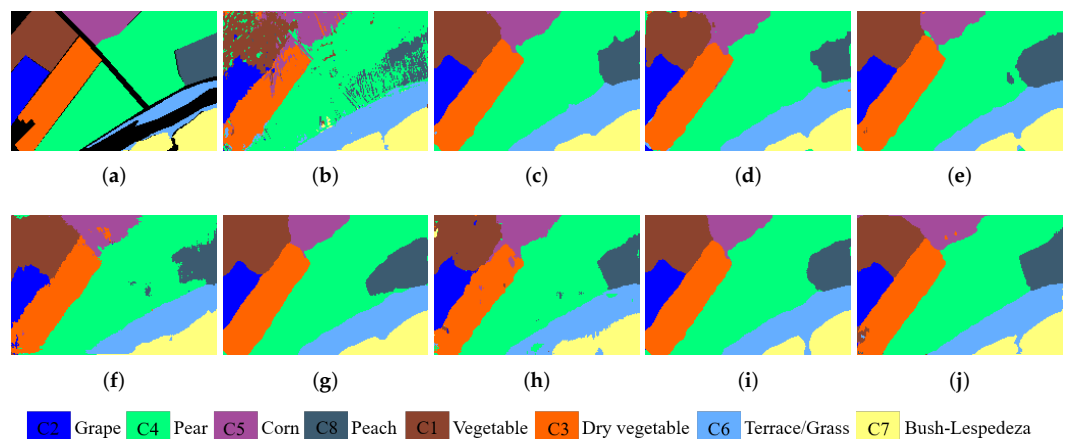 (a) (b) (c) (d) (e)
(f) (g) (h) (i) (j)
C2 Grape C4 Pear C5 Corn C8 Peach C1 Vegetable C3 Dry vegetable C6 Terrace/Grass C7 Bush-Lespedeza